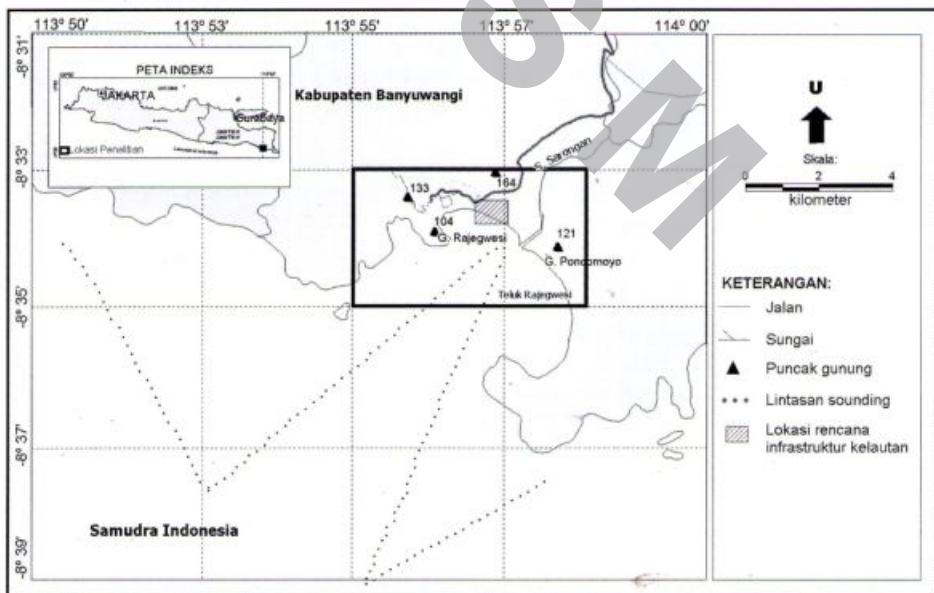 113° 50'
113° 53
113° 55
113° 57
114° 00'
-8° 31
-8° 33
-8° 35
-8° 37
-8° 39'
PETA INDEKS
JAKARTA
Surabaya
Lokasi Penelitian
Kabupaten Banyuwangi
S. Sarongan
164
133
104
G. Rajegwesi
121
G. Poncomoyo
Teluk Rajegwesi
Samudra Indonesia
U
Skala:
0 2 4
kilometer
KETERANGAN:
Jalan
Sungai
Puncak gunung
Lintasan sounding
Lokasi rencana
infrastruktur kelautan